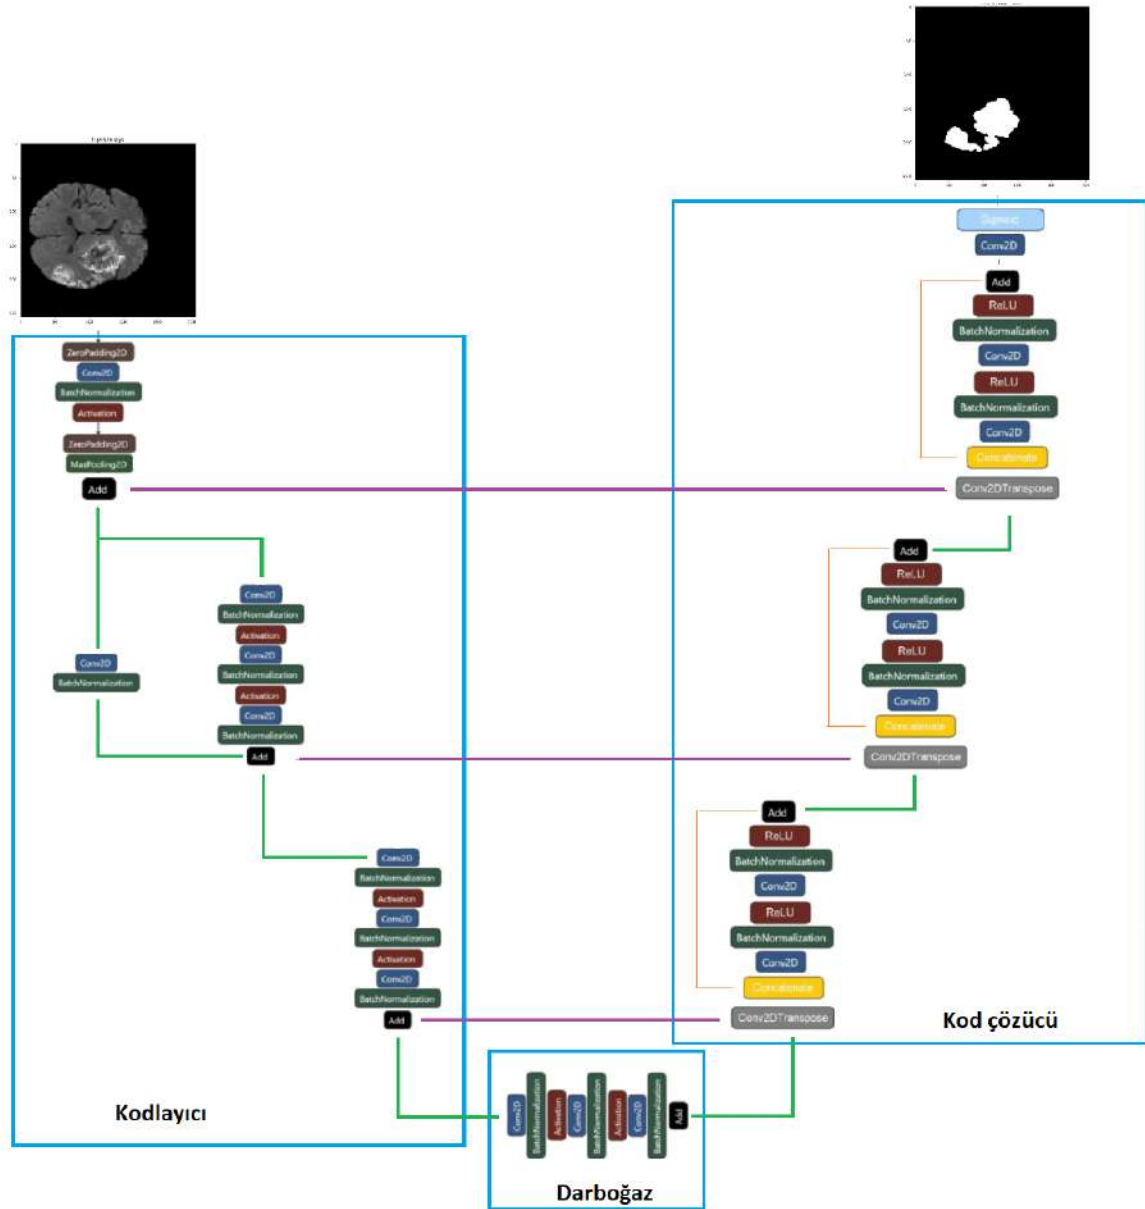 ZeroPadding2D
Conv2D
BatchNormalization
Activation
ZeroPadding2D
MaxPooling2D
Add
Conv2D
BatchNormalization
Conv2D
BatchNormalization
Activation
Conv2D
BatchNormalization
Activation
Conv2D
BatchNormalization
Add
Conv2D
BatchNormalization
Activation
Conv2D
BatchNormalization
Activation
Conv2D
BatchNormalization
Add
Kodlayıcı
Conv2D
BatchNormalization
Activation
Conv2D
BatchNormalization
Activation
Conv2D
BatchNormalization
Add
Darboğaz
Sigmoid
Conv2D
Add
ReLU
BatchNormalization
Conv2D
ReLU
BatchNormalization
Conv2D
Concatenate
Conv2DTranspose
Add
ReLU
BatchNormalization
Conv2D
ReLU
BatchNormalization
Conv2D
Concatenate
Conv2DTranspose
Add
ReLU
BatchNormalization
Conv2D
ReLU
BatchNormalization
Conv2D
Concatenate
Conv2DTranspose
Kod çözücü